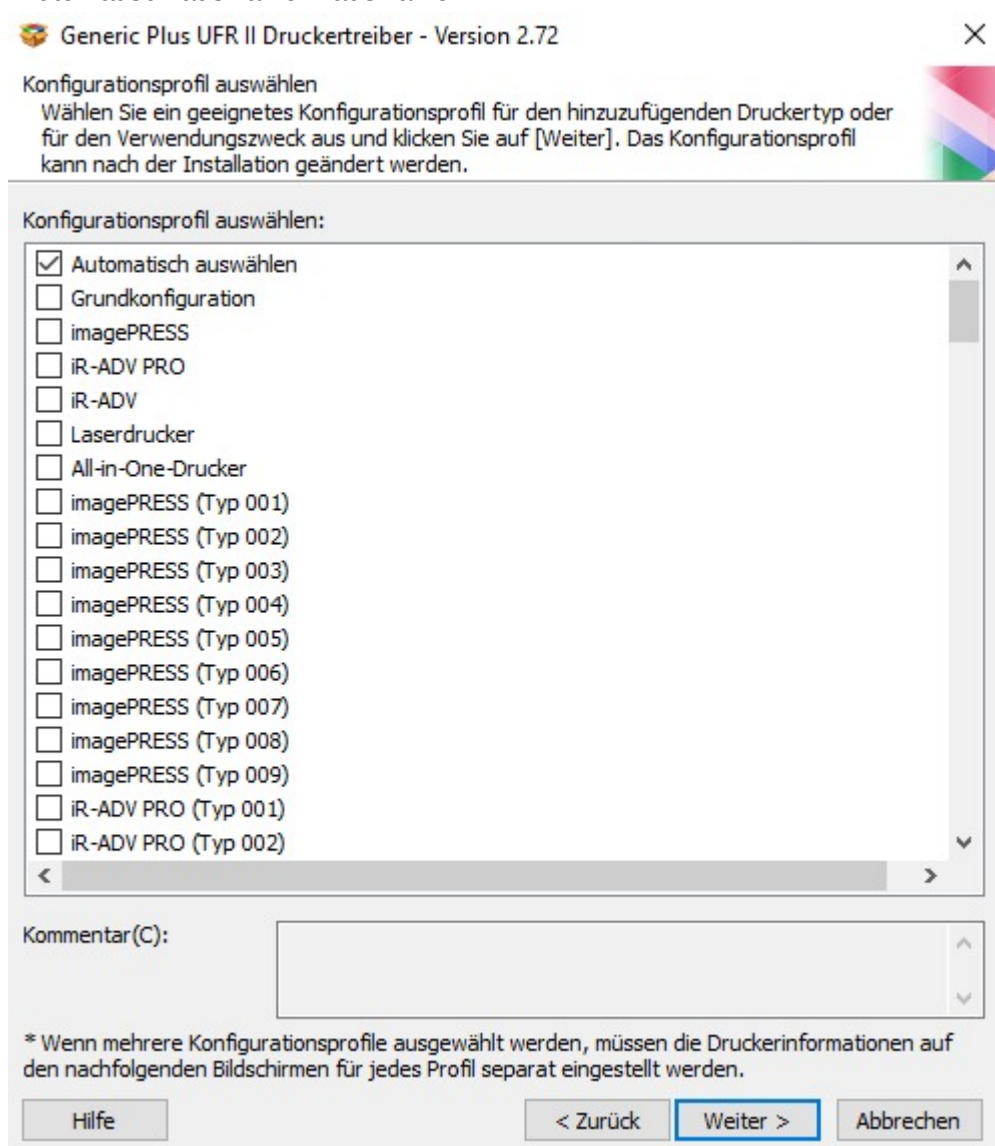 Generic Plus UFR II Druckertreiber - Version 2.72
Konfigurationsprofil auswählen
Wählen Sie ein geeignetes Konfigurationsprofil für den hinzuzufügenden Druckertyp oder
für den Verwendungszweck aus und klicken Sie auf [Weiter]. Das Konfigurationsprofil
kann nach der Installation geändert werden.
Konfigurationsprofil auswählen:
Automatisch auswählen
Grundkonfiguration
imagePRESS
iR-ADV PRO
iR-ADV
Laserdrucker
All-in-One-Drucker
imagePRESS (Typ 001)
imagePRESS (Typ 002)
imagePRESS (Typ 003)
imagePRESS (Typ 004)
imagePRESS (Typ 005)
imagePRESS (Typ 006)
imagePRESS (Typ 007)
imagePRESS (Typ 008)
imagePRESS (Typ 009)
iR-ADV PRO (Typ 001)
iR-ADV PRO (Typ 002)
Kommentar(C):
* Wenn mehrere Konfigurationsprofile ausgewählt werden, müssen die Druckerinformationen auf
den nachfolgenden Bildschirmen für jedes Profil separat eingestellt werden.
Hilfe
< Zurück
Weiter >
Abbrechen